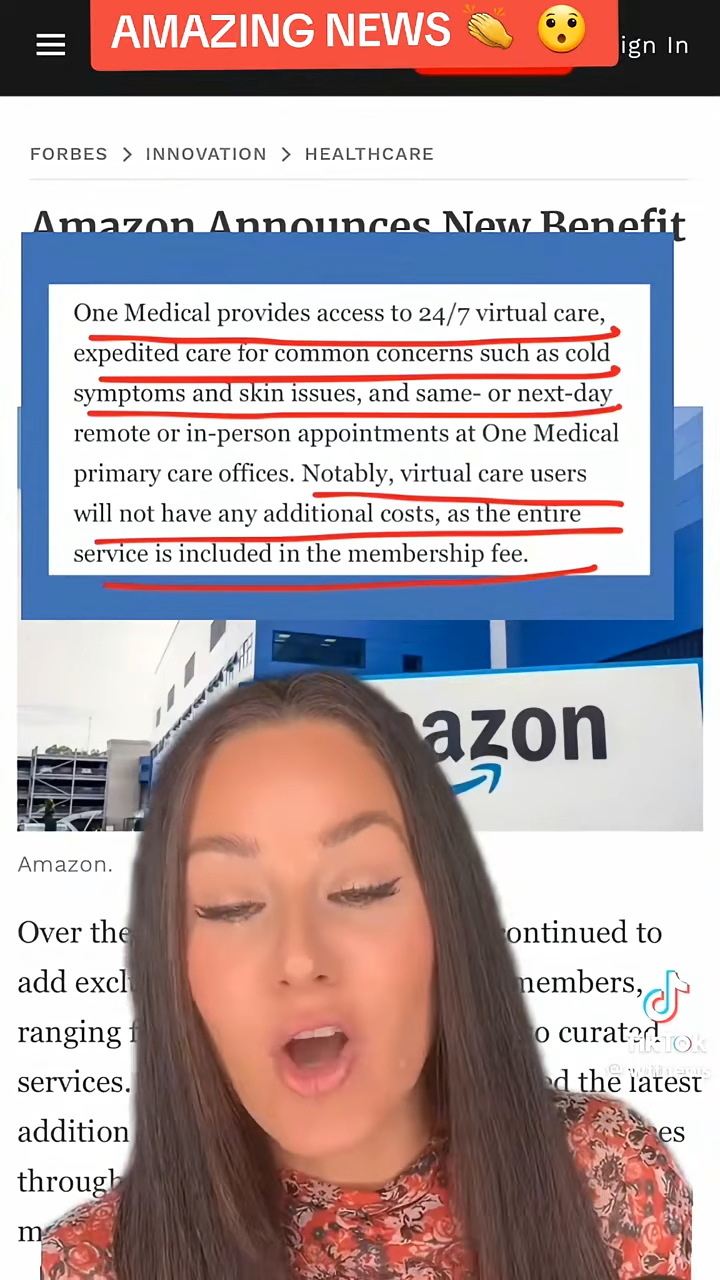 AMAZING NEWS 👏 😮
ign In
FORBES > INNOVATION > HEALTHCARE
Amazon Announces New Benefit
One Medical provides access to 24/7 virtual care,
expedited care for common concerns such as cold
symptoms and skin issues, and same- or next-day
remote or in-person appointments at One Medical
primary care offices. Notably, virtual care users
will not have any additional costs, as the entire
service is included in the membership fee.
azon
Amazon.
Over the ontinued to
add excl members,
ranging f o curated
services. d the latest
addition es
through
m
TikTok